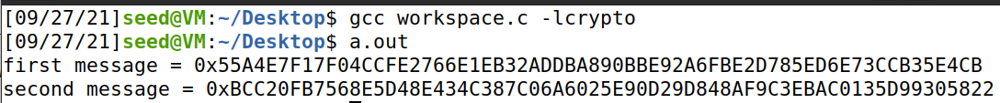 [09/27/21]seed@VM:~/Desktop$ gcc workspace.c -lcrypto
[09/27/21]seed@VM:~/Desktop$ a.out
first message = 0x55A4E7F17F04CCFE2766E1EB32ADDBA890BBE92A6FBE2D785ED6E73CCB35E4CB
second message = 0xBCC20FB7568E5D48E434C387C06A6025E90D29D848AF9C3EBAC0135D99305822